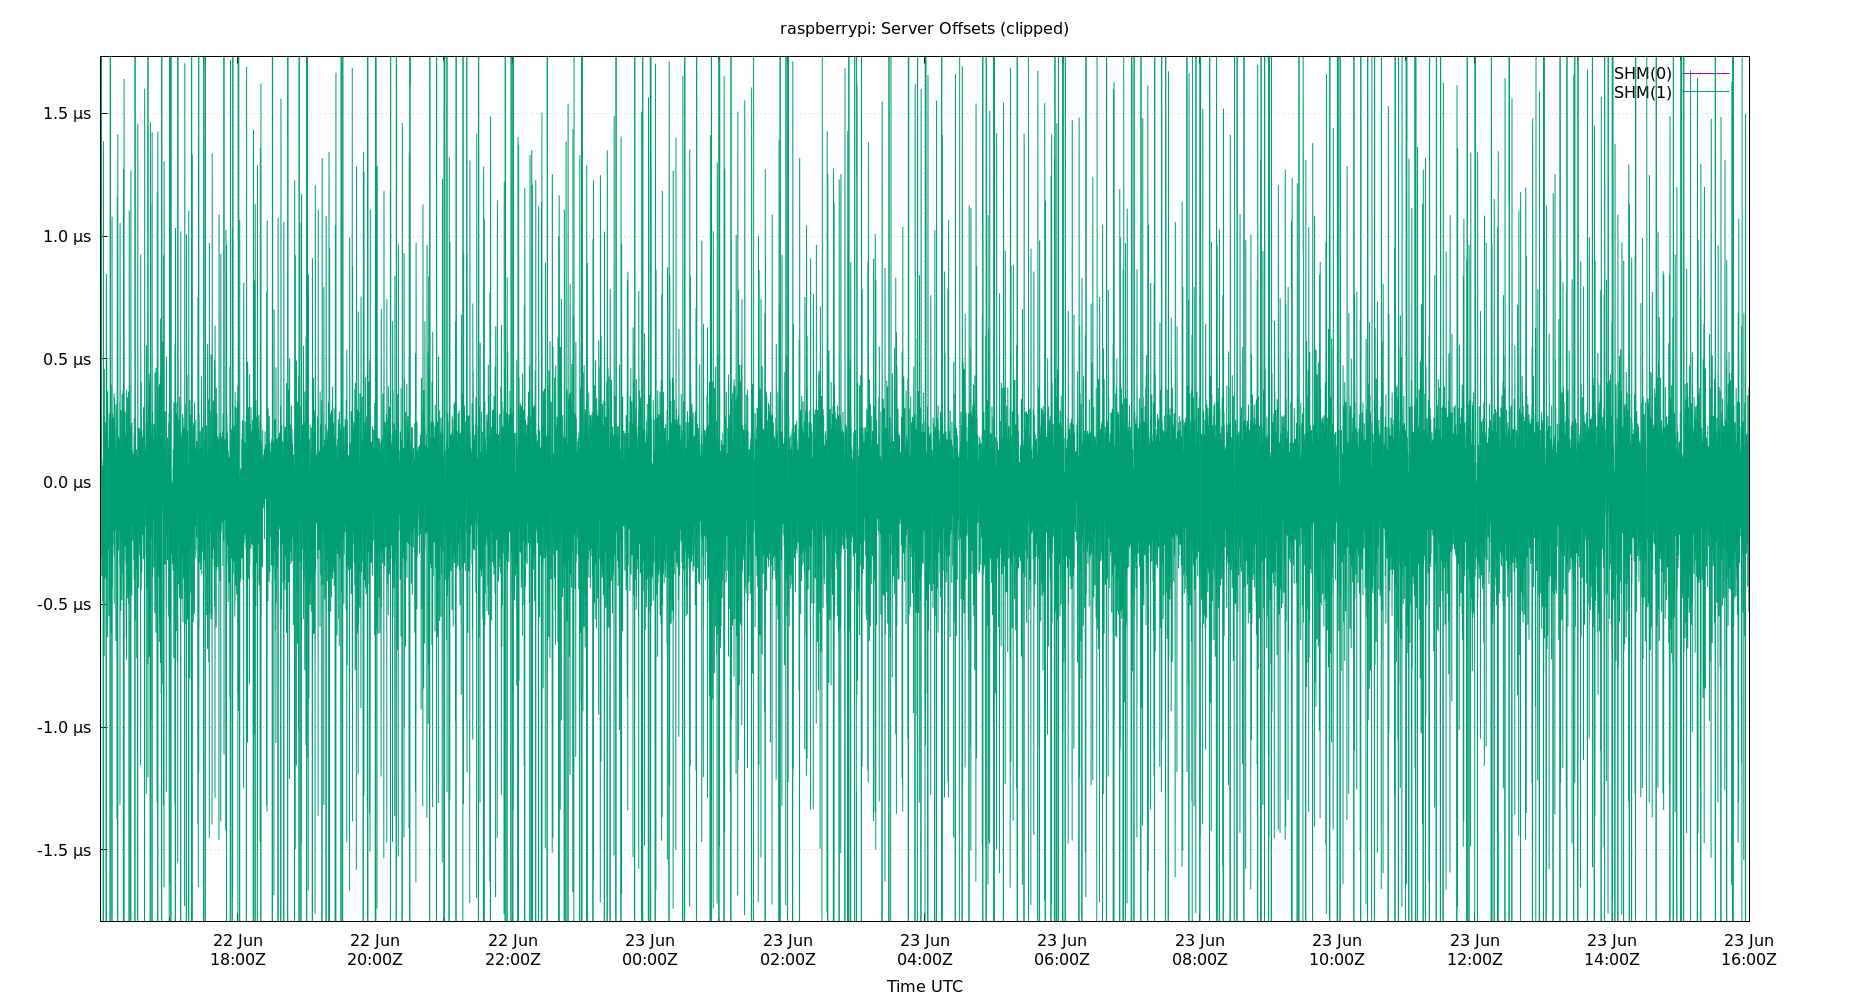 raspberrypi: Server Offsets (clipped)
SHM(0)
SHM(1)
1.5 µs
1.0 µs
0.5 µs
0.0 µs
-0.5 µs
-1.0 µs
-1.5 µs
22 Jun 22 Jun 22 Jun 23 Jun 23 Jun 23 Jun 23 Jun 23 Jun 23 Jun 23 Jun 23 Jun 23 Jun
18:00Z 20:00Z 22:00Z 00:00Z 02:00Z 04:00Z 06:00Z 08:00Z 10:00Z 12:00Z 14:00Z 16:00Z
Time UTC